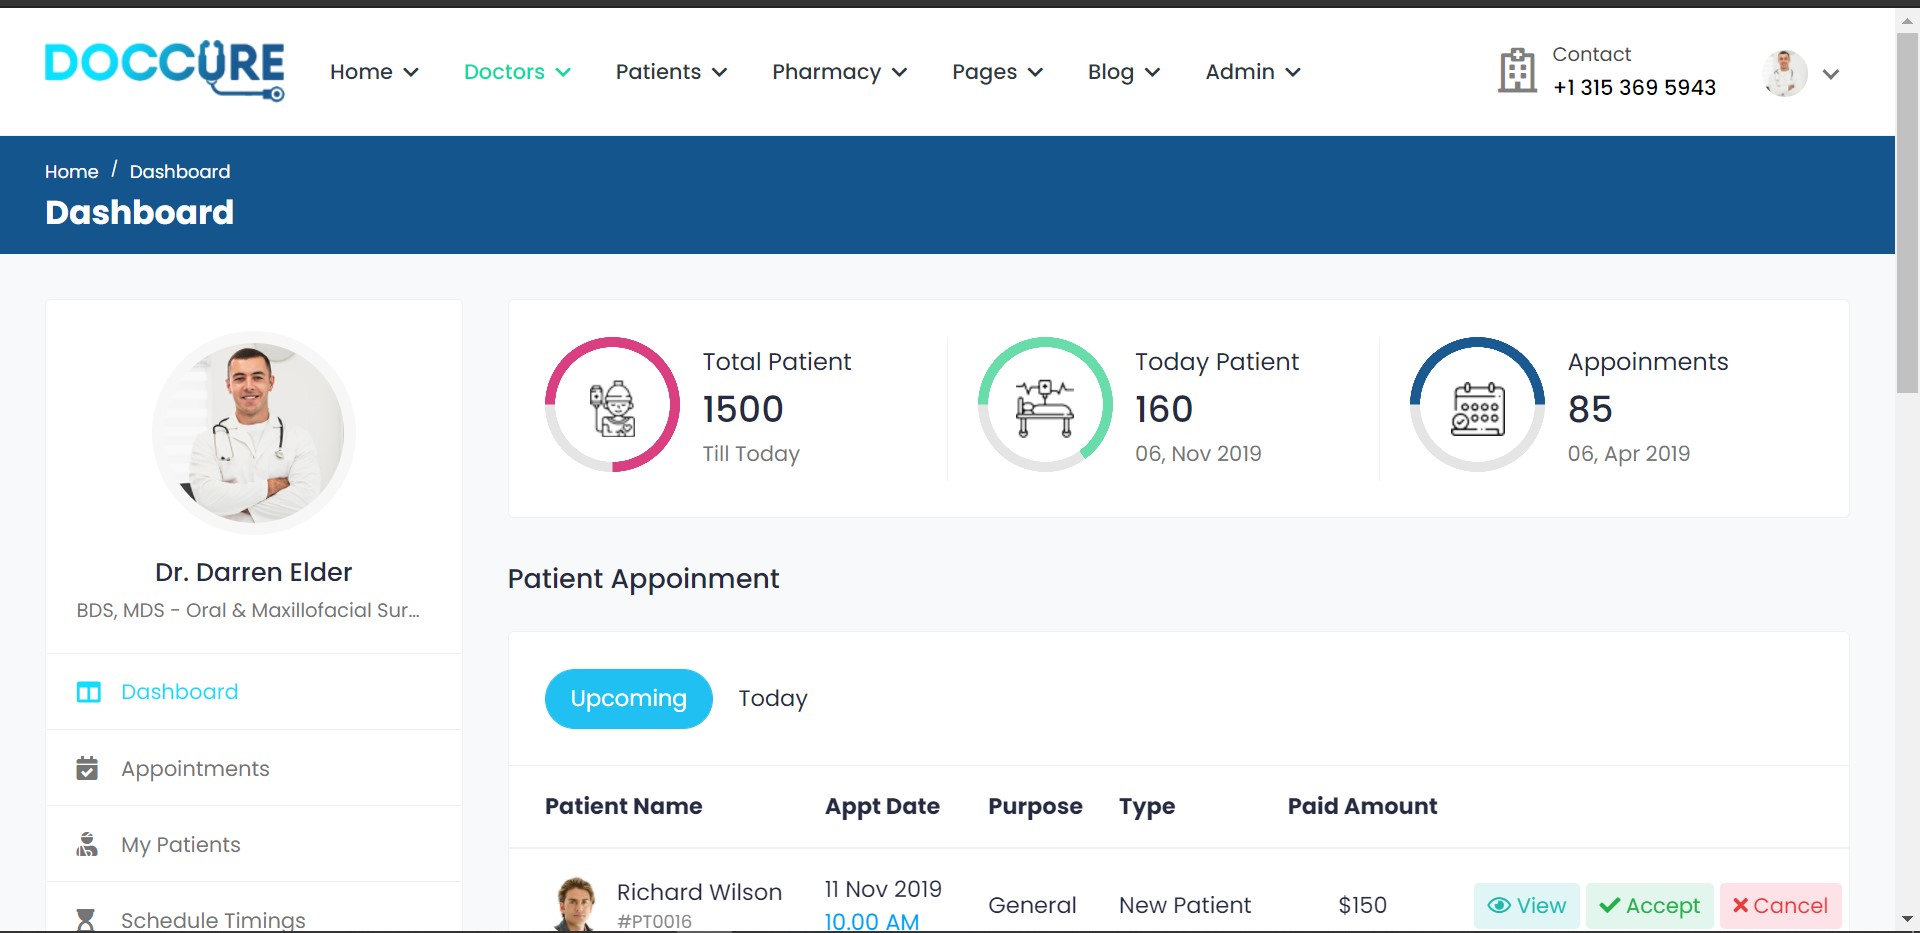 DOCCURE
Home
Doctors
Patients
Pharmacy
Pages
Blog
Admin
Contact
+1 315 369 5943
Home / Dashboard
Dashboard
Dr. Darren Elder
BDS, MDS - Oral & Maxillofacial Sur...
Dashboard
Appointments
My Patients
Schedule Timings
Total Patient
1500
Till Today
Today Patient
160
06, Nov 2019
Appoinments
85
06, Apr 2019
Patient Appoinment
Upcoming
Today
Patient Name Appt Date Purpose Type Paid Amount
Richard Wilson
#PT0016
11 Nov 2019
10.00 AM
General
New Patient
$150
View
Accept
Cancel